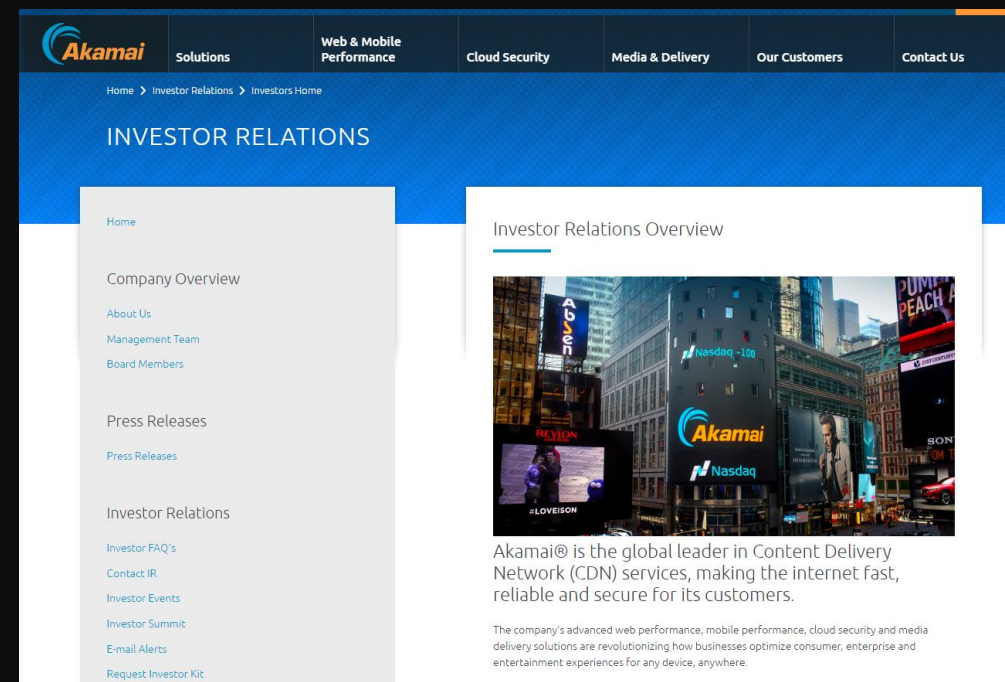 Akamai
Solutions
Web & Mobile
Performance
Cloud Security
Media & Delivery
Our Customers
Contact Us
Home > Investor Relations > Investors Home
INVESTOR RELATIONS
Home
Company Overview
About Us
Management Team
Board Members
Press Releases
Press Releases
Investor Relations
Investor FAQ's
Contact IR
Investor Events
Investor Summit
E-mail Alerts
Request Investor Kit
Investor Relations Overview
Absen
Nasdaq -100
Akamai
Nasdaq
REVLON
#LOVEISON
PEACH
SON
Akamai® is the global leader in Content Delivery
Network (CDN) services, making the internet fast,
reliable and secure for its customers.
The company's advanced web performance, mobile performance, cloud security and media
delivery solutions are revolutionizing how businesses optimize consumer, enterprise and
entertainment experiences for any device, anywhere.